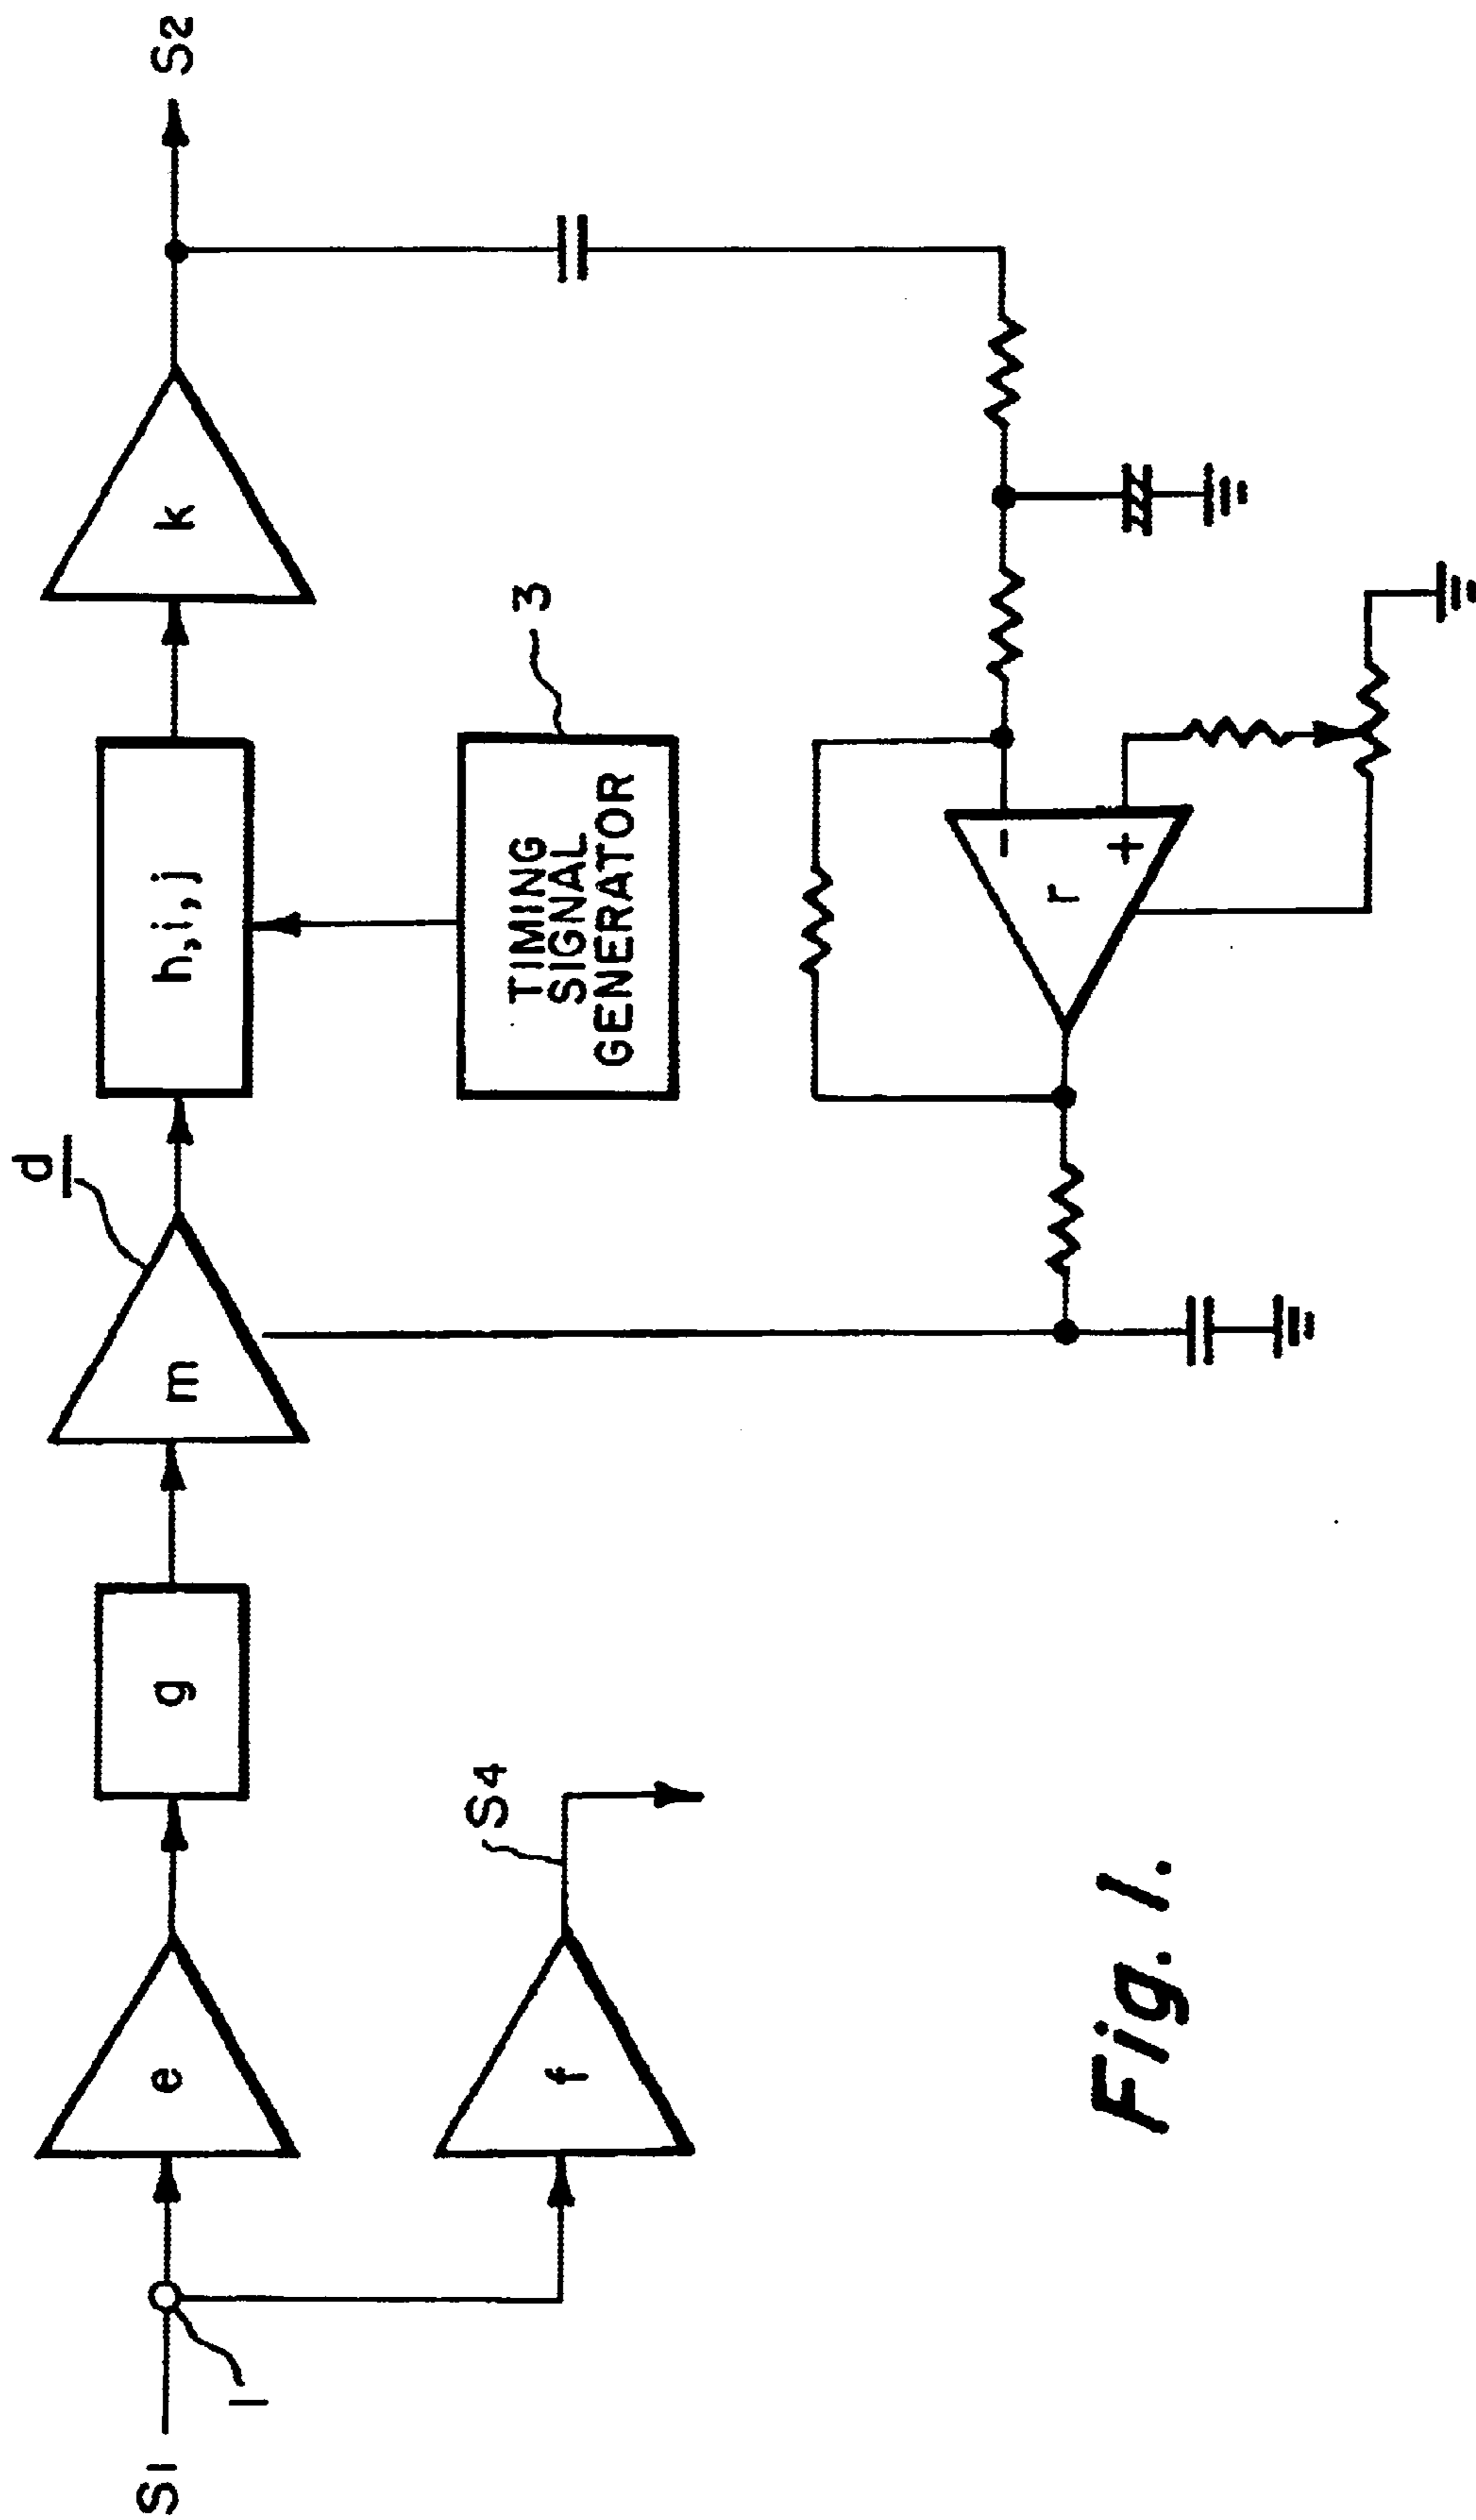 S1
1
e
f
S4
g
m
d
h, i, j
TIMING
SIGNAL
GENERATOR
3
k
S2
r
−
+
Fig. 1.